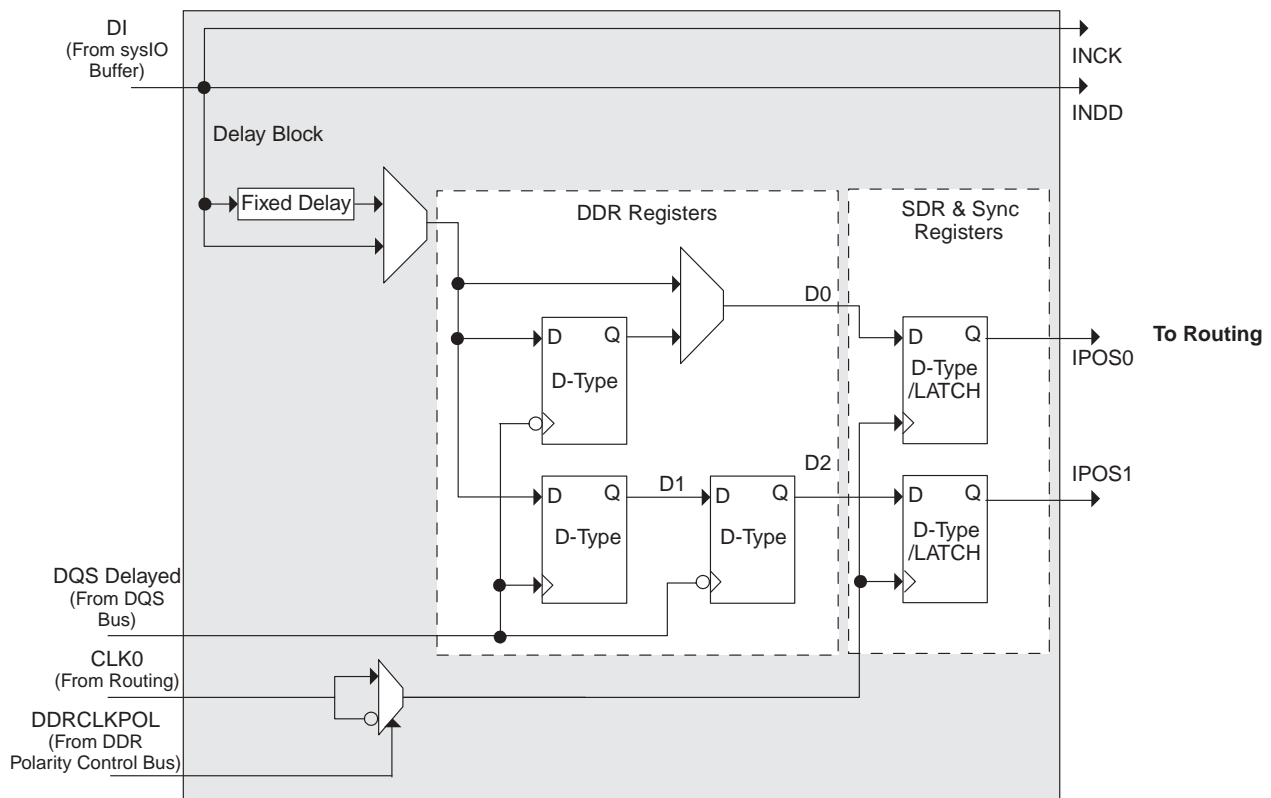 DI
(From sysIO
Buffer)
INCK
INDD
Delay Block
Fixed Delay
DDR Registers
SDR & Sync
Registers
D0
D Q
D-Type
D Q
D-Type
/LATCH
IPOS0
To Routing
D Q
D-Type
D1
D Q
D-Type
D2
D Q
D-Type
/LATCH
IPOS1
DQS Delayed
(From DQS
Bus)
CLK0
(From Routing)
DDRCLKPOL
(From DDR
Polarity Control Bus)